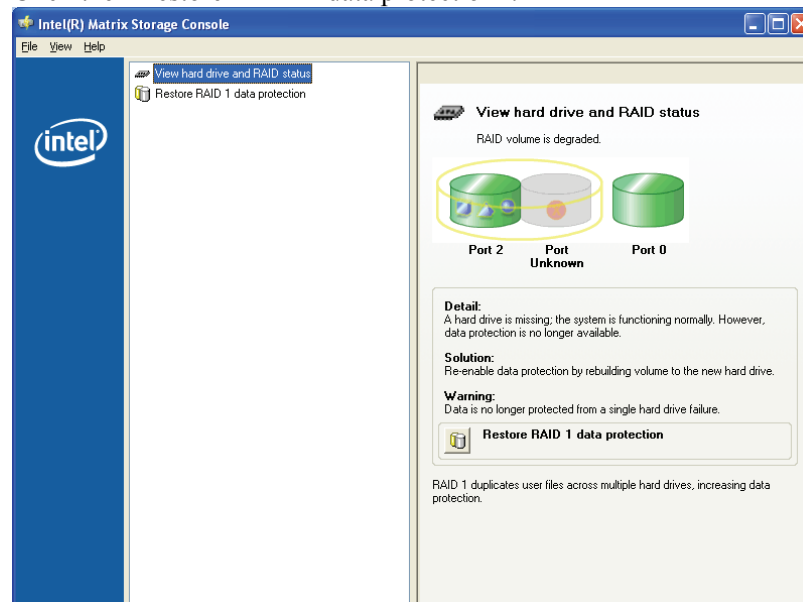 Intel(R) Matrix Storage Console
File View Help
View hard drive and RAID status
Restore RAID 1 data protection
intel
View hard drive and RAID status
RAID volume is degraded.
Port 2 Port Port 0
Unknown
Detail:
A hard drive is missing; the system is functioning normally. However,
data protection is no longer available.
Solution:
Re-enable data protection by rebuilding volume to the new hard drive.
Warning:
Data is no longer protected from a single hard drive failure.
Restore RAID 1 data protection
RAID 1 duplicates user files across multiple hard drives, increasing data
protection.